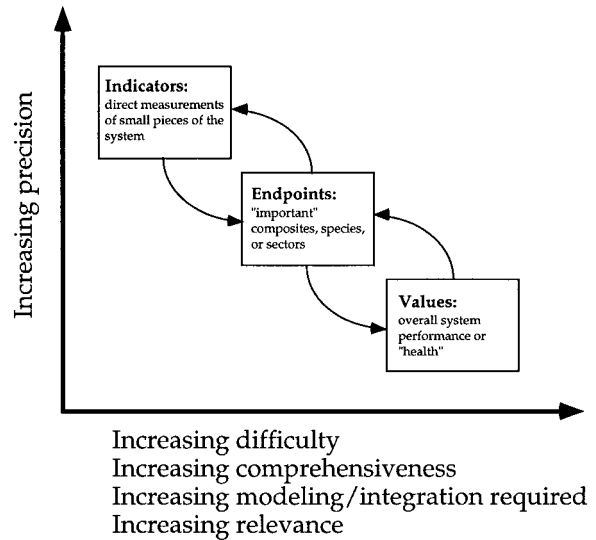 Increasing precision
Indicators:
direct measurements
of small pieces of the
system
Endpoints:
"important"
composites, species,
or sectors
Values:
overall system
performance or
"health"
Increasing difficulty
Increasing comprehensiveness
Increasing modeling/integration required
Increasing relevance